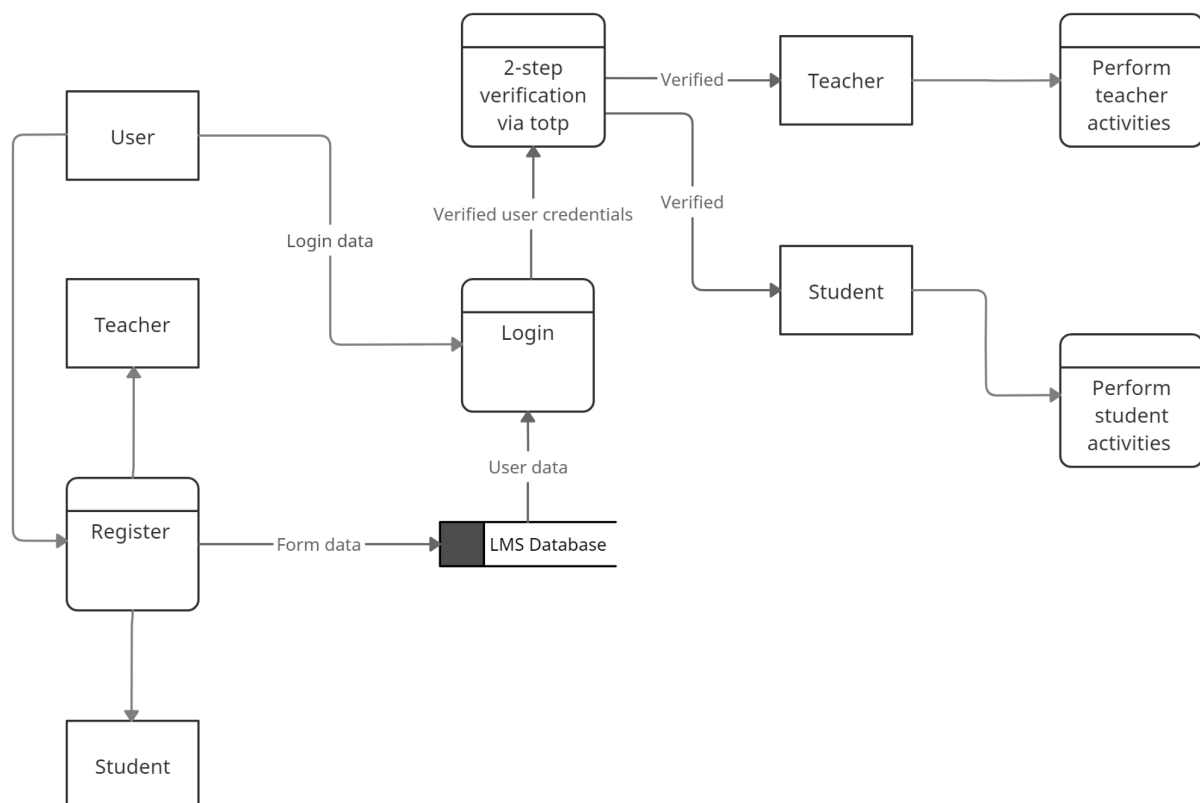 2-step
verification
via totp
Verified
Teacher
Perform
teacher
activities
User
Verified
Verified user credentials
Login data
Student
Teacher
Login
Perform
student
activities
User data
Register
Form data
LMS Database
Student